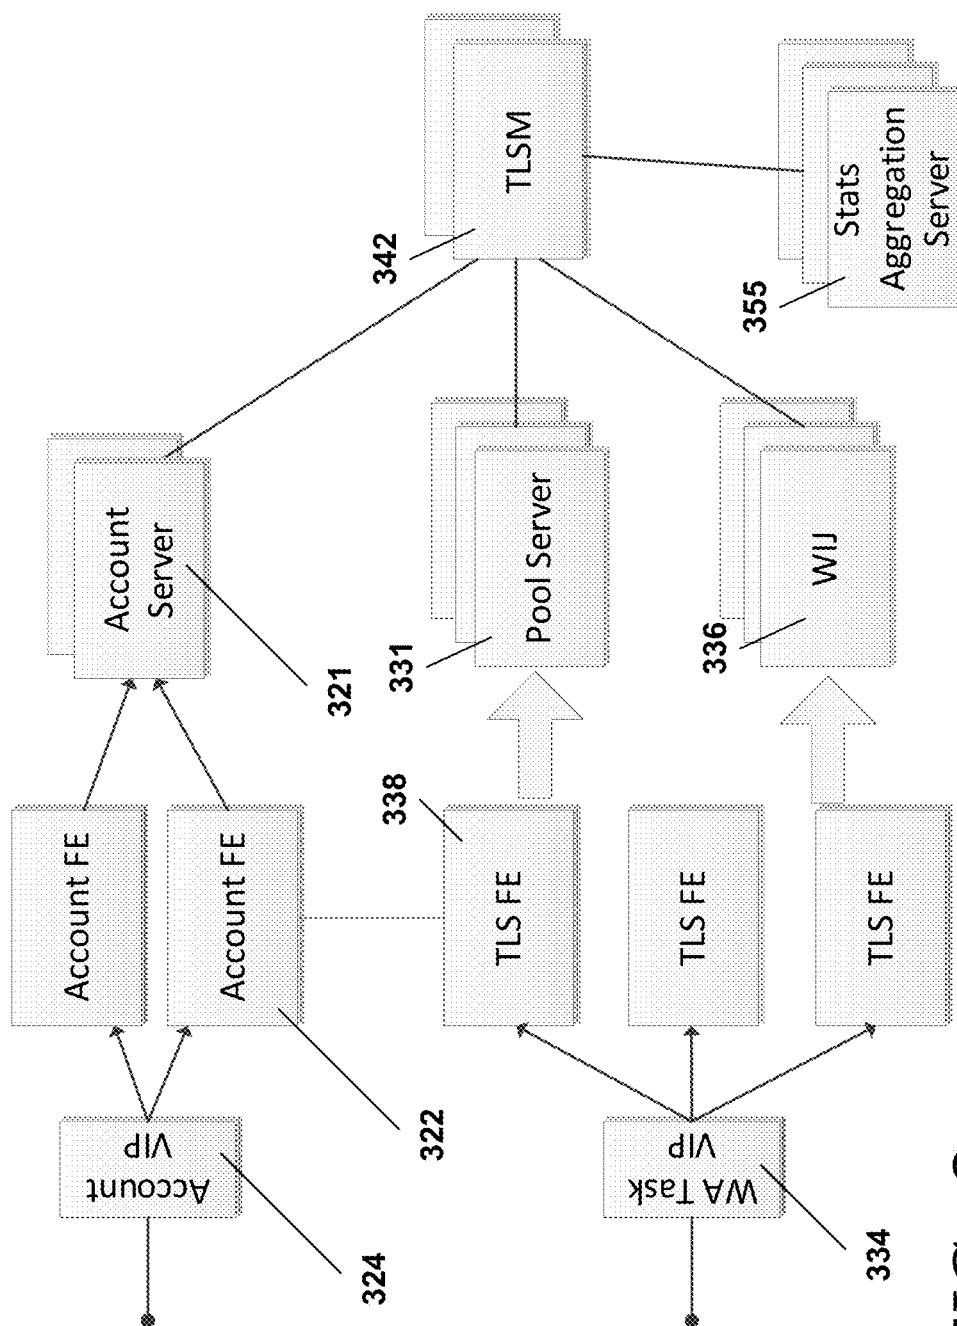 Account
VIP
324
Account FE
Account FE
322
Account
Server
321
WA Task
VIP
334
TLS FE
338
TLS FE
TLS FE
Pool Server
331
WIJ
336
TLSM
342
Stats
Aggregation
Server
355